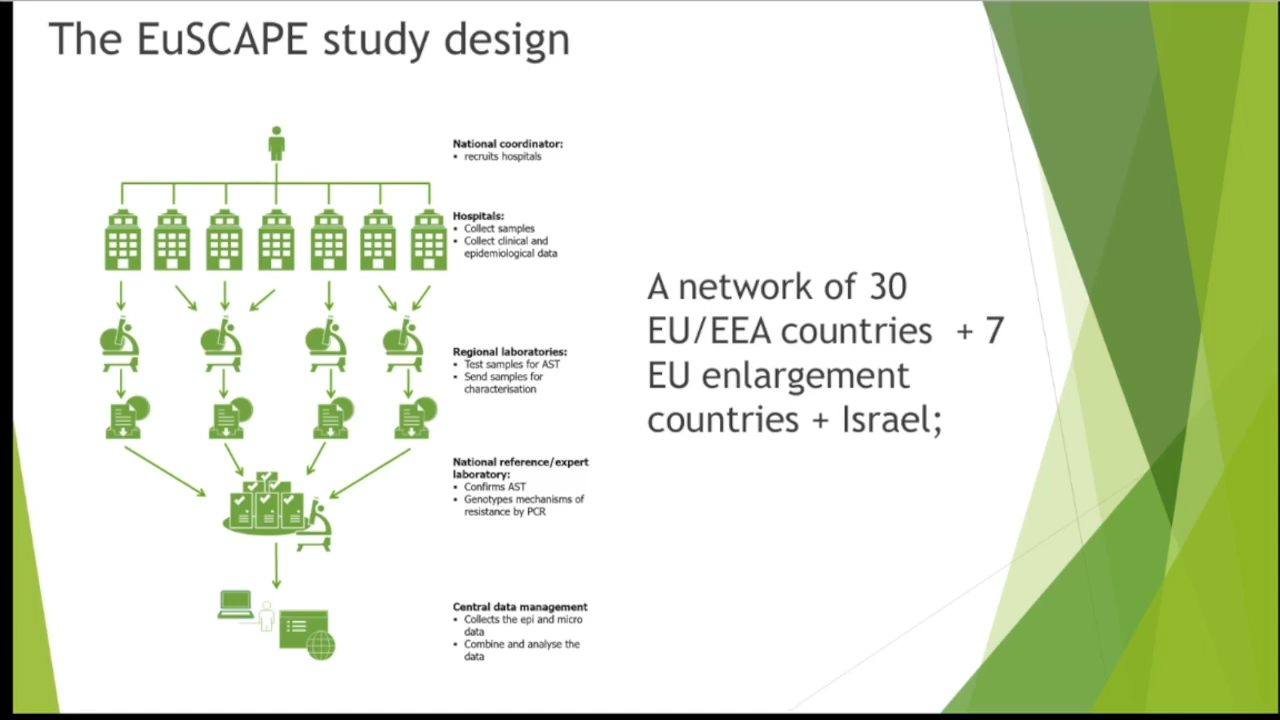 The EuSCAPE study design
National coordinator:
▪ recruits hospitals
Hospitals:
▪ Collect samples
▪ Collect clinical and
epidemiological data
Regional laboratories:
▪ Test samples for AST
▪ Send samples for
characterisation
National reference/expert
laboratory:
▪ Confirms AST
▪ Genotypes mechanisms of
resistance by PCR
Central data management
▪ Collects the epi and micro
data
▪ Combine and analyse the
data
A network of 30
EU/EEA countries + 7
EU enlargement
countries + Israel;